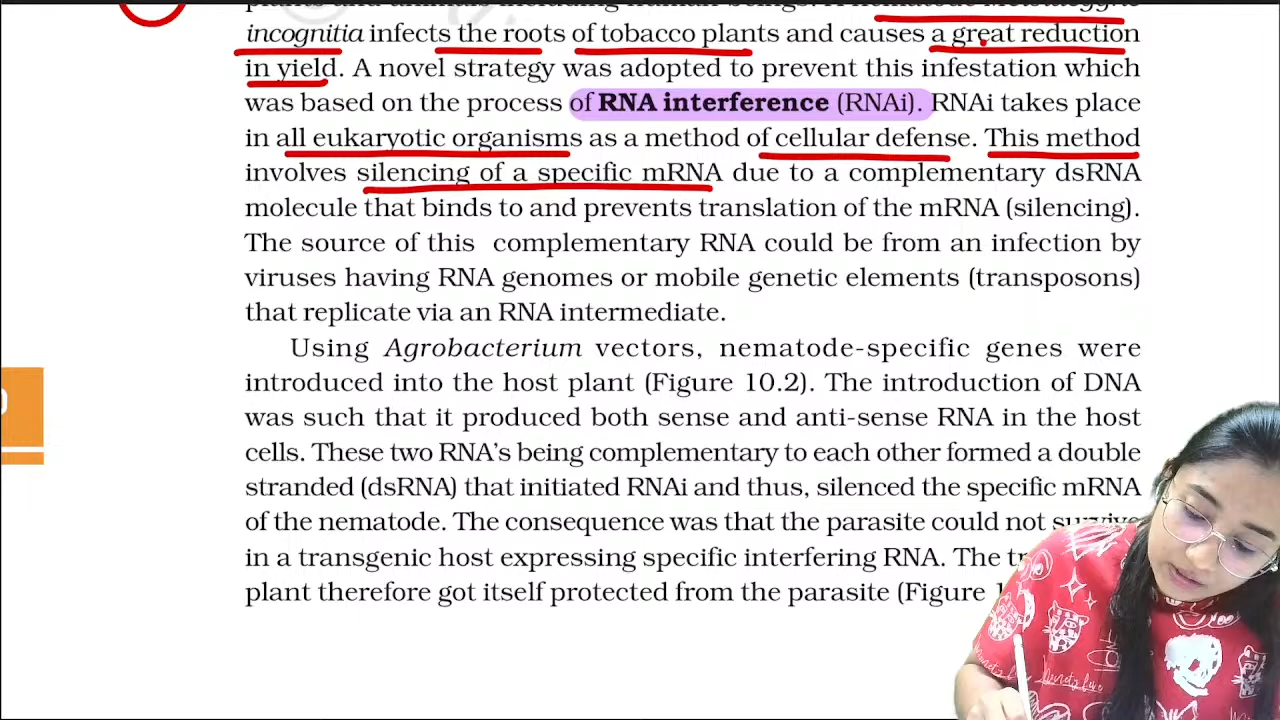 plants and animals including human beings. A nematode
incognitia infects the roots of tobacco plants and causes a great reduction
in yield. A novel strategy was adopted to prevent this infestation which
was based on the process of RNA interference (RNAi). RNAi takes place
in all eukaryotic organisms as a method of cellular defense. This method
involves silencing of a specific mRNA due to a complementary dsRNA
molecule that binds to and prevents translation of the mRNA (silencing).
The source of this complementary RNA could be from an infection by
viruses having RNA genomes or mobile genetic elements (transposons)
that replicate via an RNA intermediate.
Using Agrobacterium vectors, nematode-specific genes were
introduced into the host plant (Figure 10.2). The introduction of DNA
was such that it produced both sense and anti-sense RNA in the host
cells. These two RNA's being complementary to each other formed a double
stranded (dsRNA) that initiated RNAi and thus, silenced the specific mRNA
of the nematode. The consequence was that the parasite could not survive
in a transgenic host expressing specific interfering RNA. The
plant therefore got itself protected from the parasite (Figure